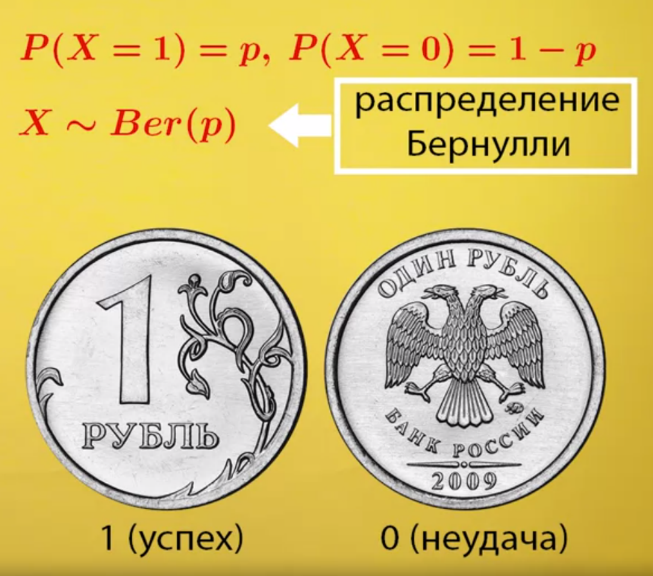 P(X = 1) = p, P(X = 0) = 1 − p
X ∼ Ber(p)
распределение
Бернулли
1
РУБЛЬ
ОДИН РУБЛЬ
БАНК РОССИИ
2009
1 (успех)
0 (неудача)